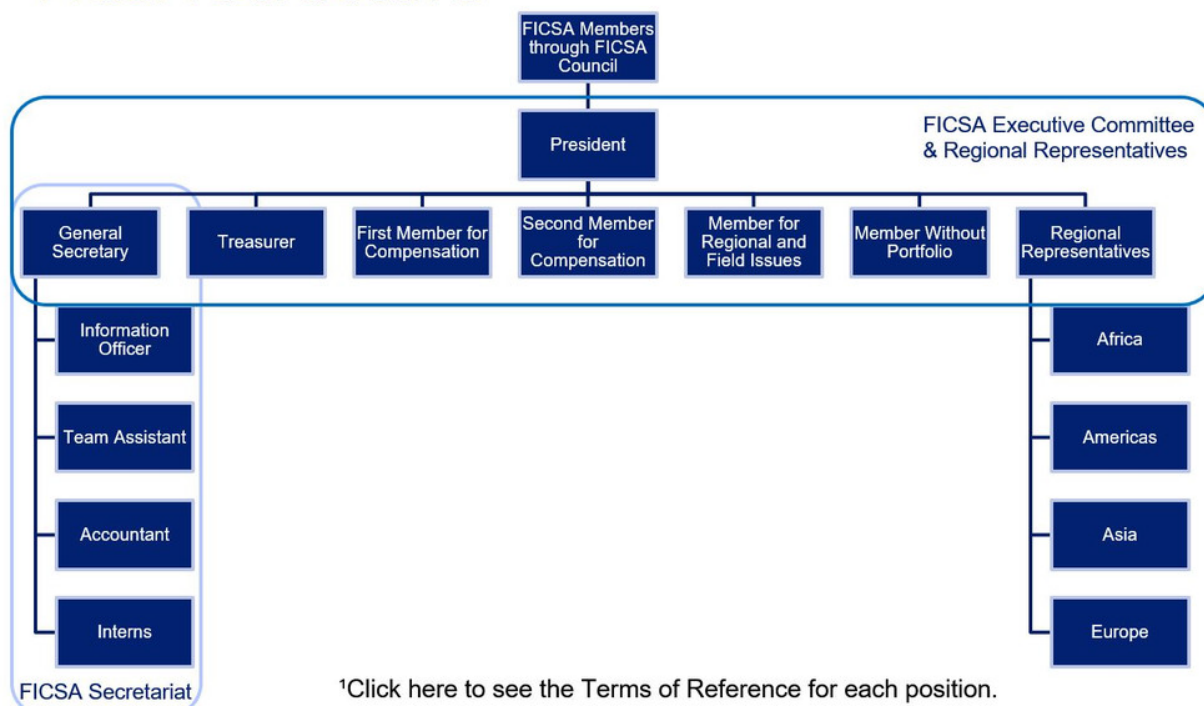 FICSA Members
through FICSA
Council
President
FICSA Executive Committee
& Regional Representatives
General
Secretary
Treasurer
First Member for
Compensation
Second Member
for
Compensation
Member for
Regional and
Field Issues
Member Without
Portfolio
Regional
Representatives
Information
Officer
Team Assistant
Accountant
Interns
Africa
Americas
Asia
Europe
FICSA Secretariat
¹Click here to see the Terms of Reference for each position.